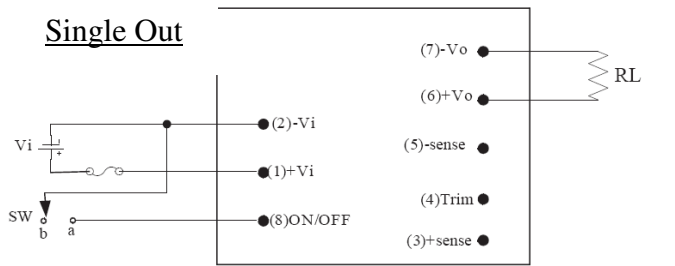 Single Out
(7)-Vo
RL
(6)+Vo
(2)-Vi
Vi
+
(5)-sense
(1)+Vi
(4)Trim
SW
b
a
(8)ON/OFF
(3)+sense